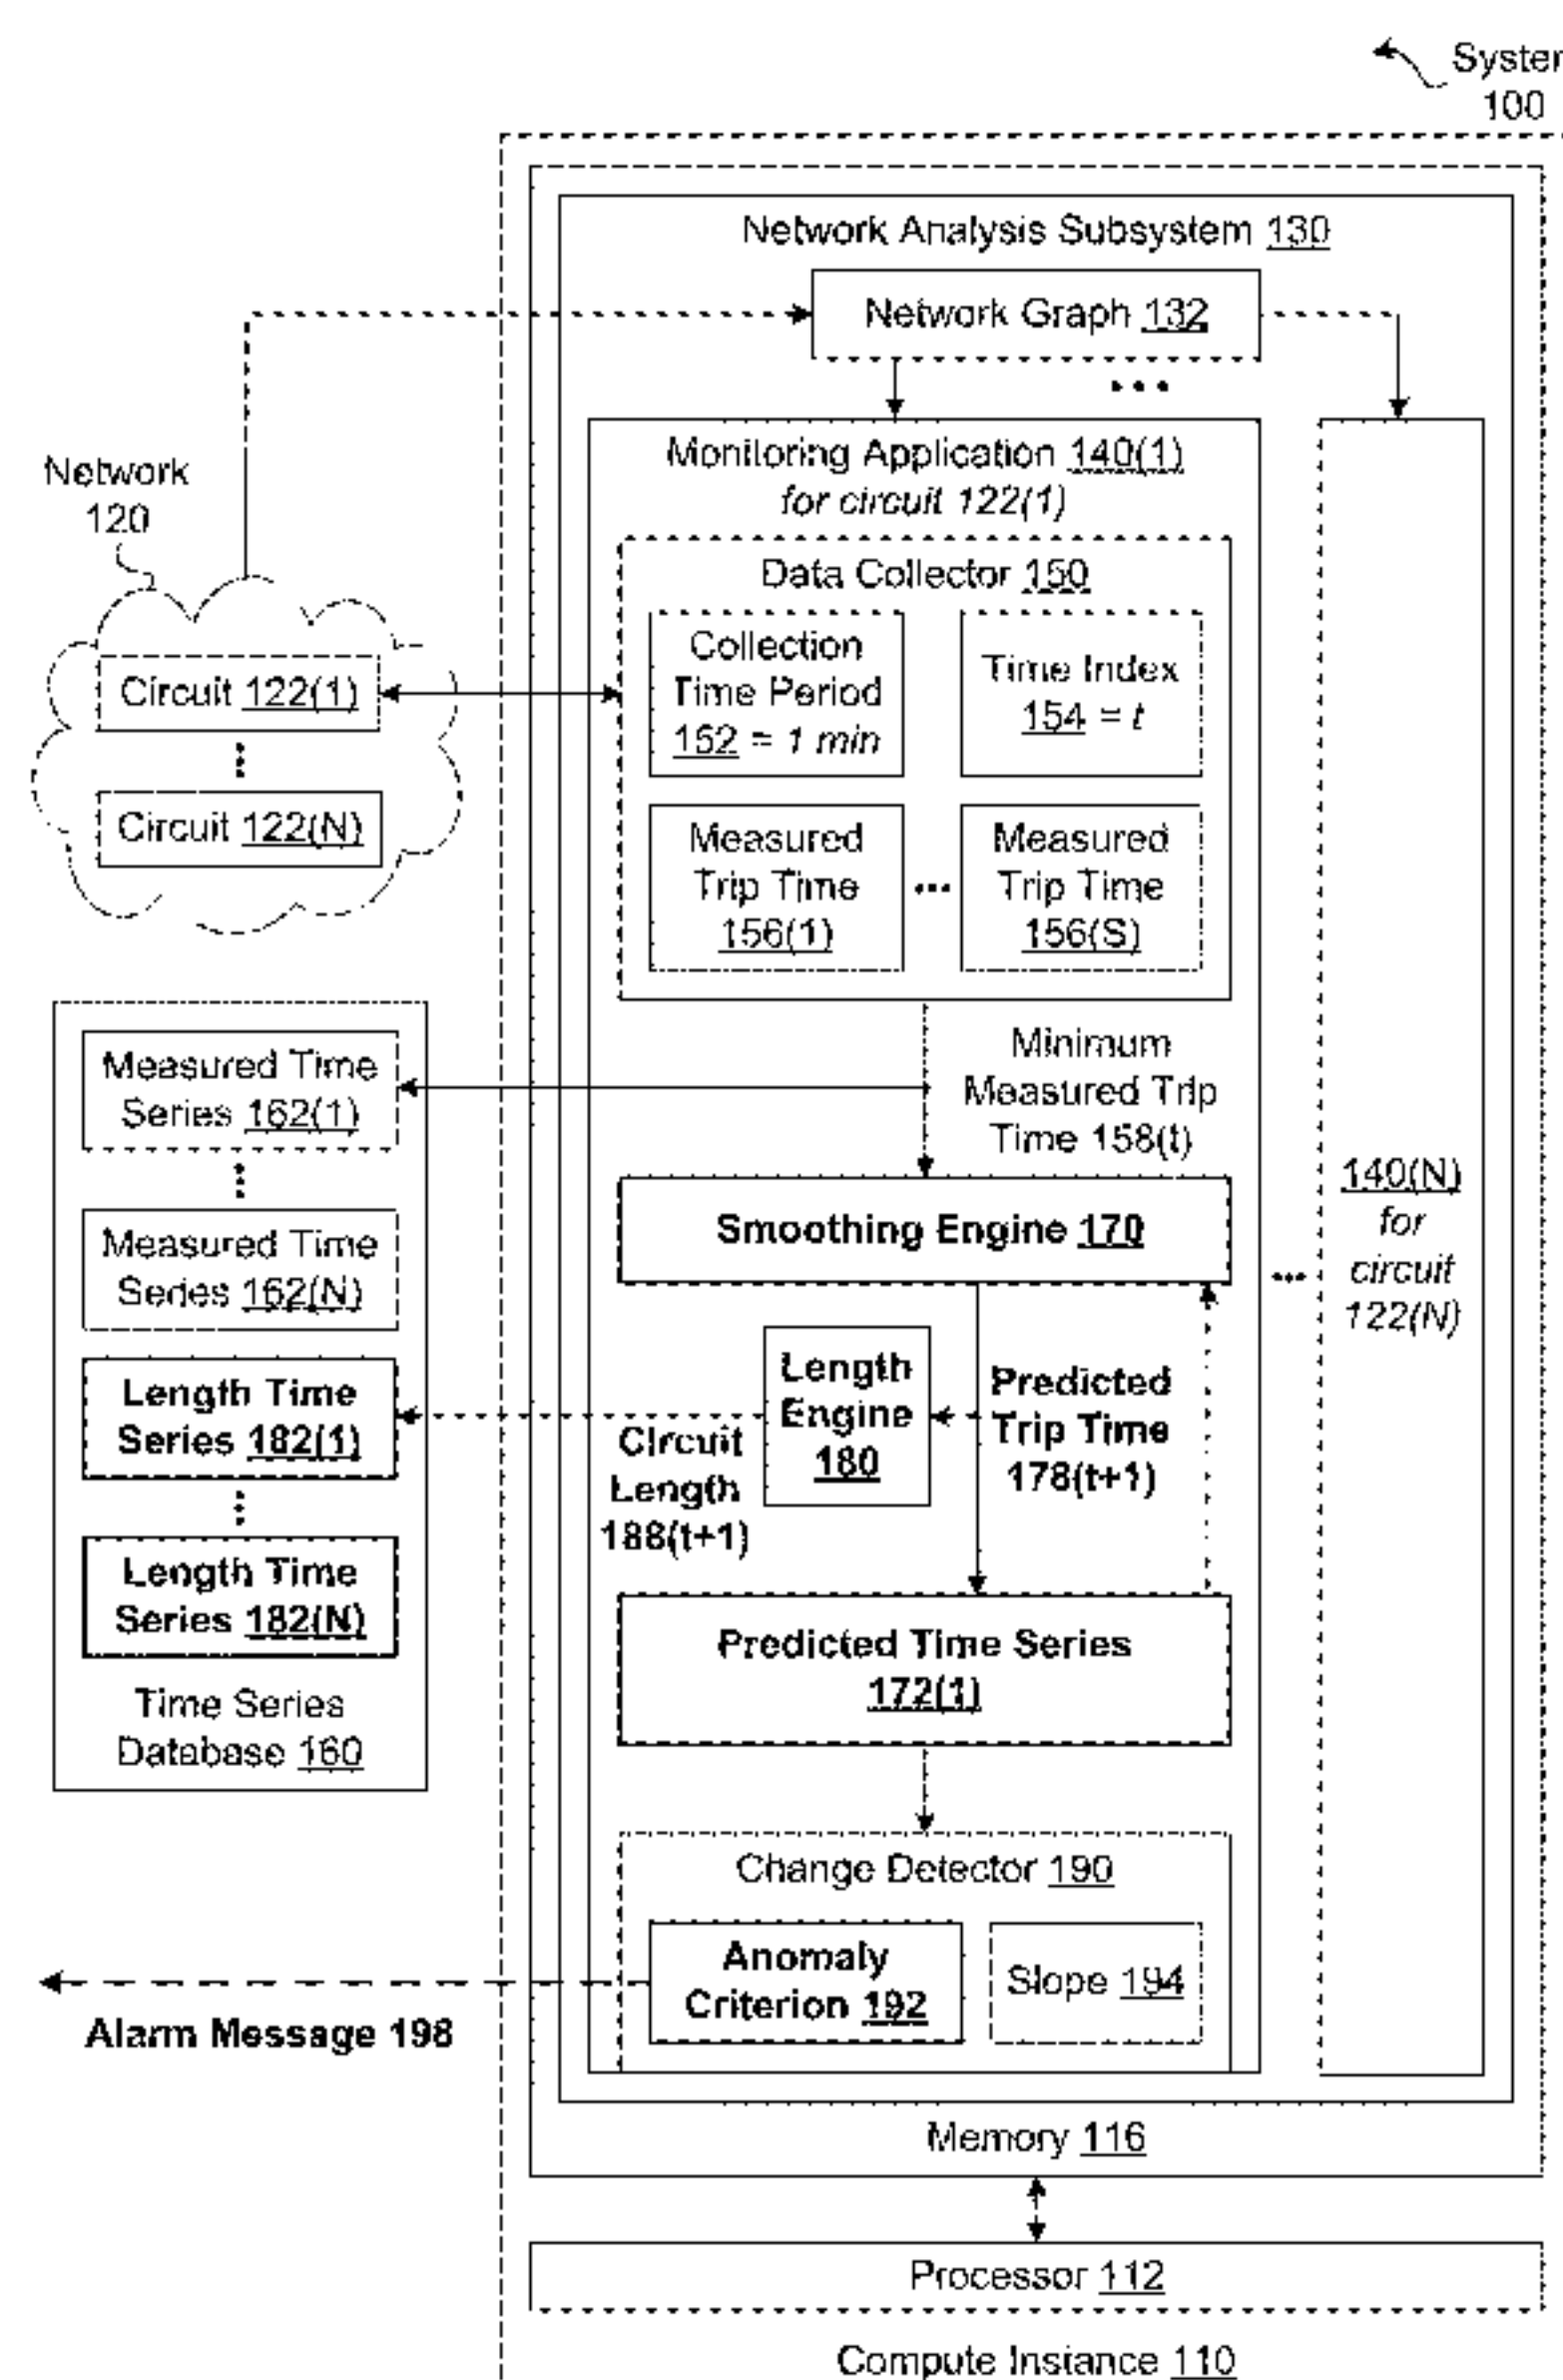 System
100
Network Analysis Subsystem 130
Network Graph 132
...
Monitoring Application 140(1)
for circuit 122(1)
Network
120
Data Collector 150
Collection
Time Period
152 = 1 min
Time Index
154 = t
Circuit 122(1)
Circuit 122(N)
Measured
Trip Time
156(1)
...
Measured
Trip Time
156(S)
Minimum
Measured Trip
Time 158(t)
Measured Time
Series 162(1)
Measured Time
Series 162(N)
Smoothing Engine 170
...
140(N)
for
circuit
122(N)
Length
Engine
180
Predicted
Trip Time
178(t+1)
Length Time
Series 182(1)
Circuit
Length
188(t+1)
Length Time
Series 182(N)
Time Series
Database 160
Predicted Time Series
172(1)
Change Detector 190
Anomaly
Criterion 192
Slope 194
Alarm Message 198
Memory 116
Processor 112
Compute Instance 110